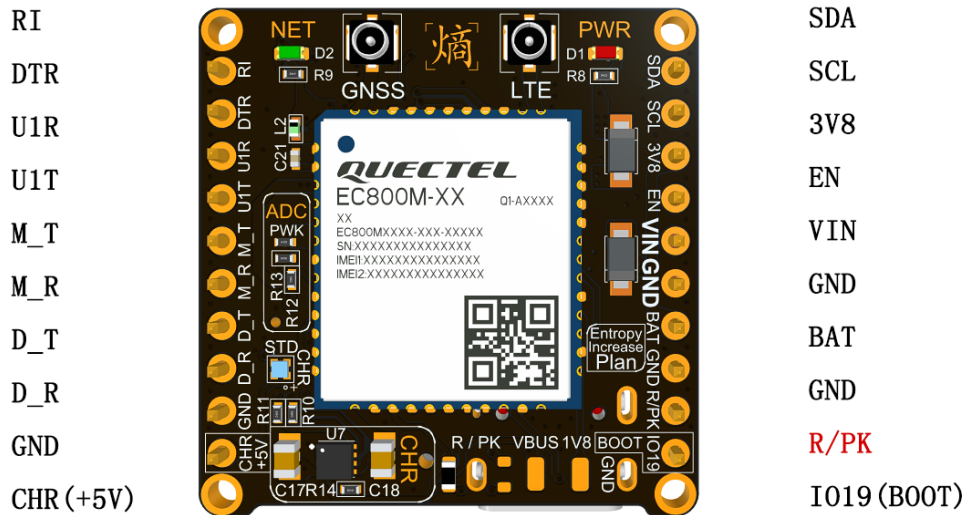 RI
DTR
U1R
U1T
M_T
M_R
D_T
D_R
GND
CHR(+5V)
NET
D2
R9
GNSS
熵
LTE
PWR
D1
R8
RI
DTR
U1R
U1T
M_T
M_R
D_T
D_R
GND
CHR
+5V
L2
C21
ADC
PWK
R13
R12
STD
CHR
+
R11
R10
QUECTEL
EC800M-XX
Q1-AXXXX
XX
EC800MXXXX-XXX-XXXXX
SN:XXXXXXXXXXXXXXX
IMEI1:XXXXXXXXXXXXXXX
IMEI2:XXXXXXXXXXXXXXX
Entropy
Increase
Plan
SDA
SCL
3V8
EN
VIN
GND
BAT
GND
R/PK
IO19
U7
CHR
C17
R14
C18
R / PK
VBUS
1V8
BOOT
GND
SDA
SCL
3V8
EN
VIN
GND
BAT
GND
R/PK
IO19(BOOT)